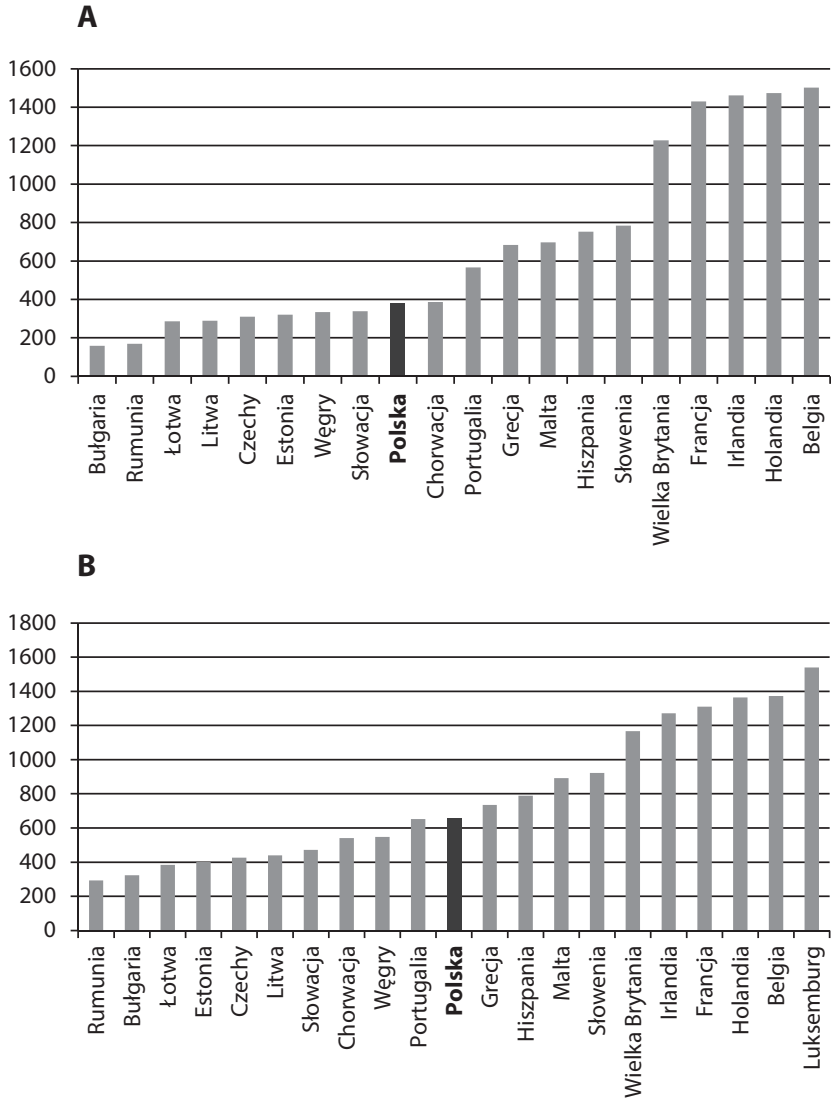 A
1600
1400
1200
1000
800
600
400
200
0
Bułgaria
Rumunia
Łotwa
Litwa
Czechy
Estonia
Węgry
Słowacja
Polska
Chorwacja
Portugalia
Grecja
Malta
Hiszpania
Słowenia
Wielka Brytania
Francja
Irlandia
Holandia
Belgia
B
1800
1600
1400
1200
1000
800
600
400
200
0
Rumunia
Bułgaria
Łotwa
Estonia
Czechy
Litwa
Słowacja
Chorwacja
Węgry
Portugalia
Polska
Grecja
Hiszpania
Malta
Słowenia
Wielka Brytania
Irlandia
Francja
Holandia
Belgia
Luksemburg